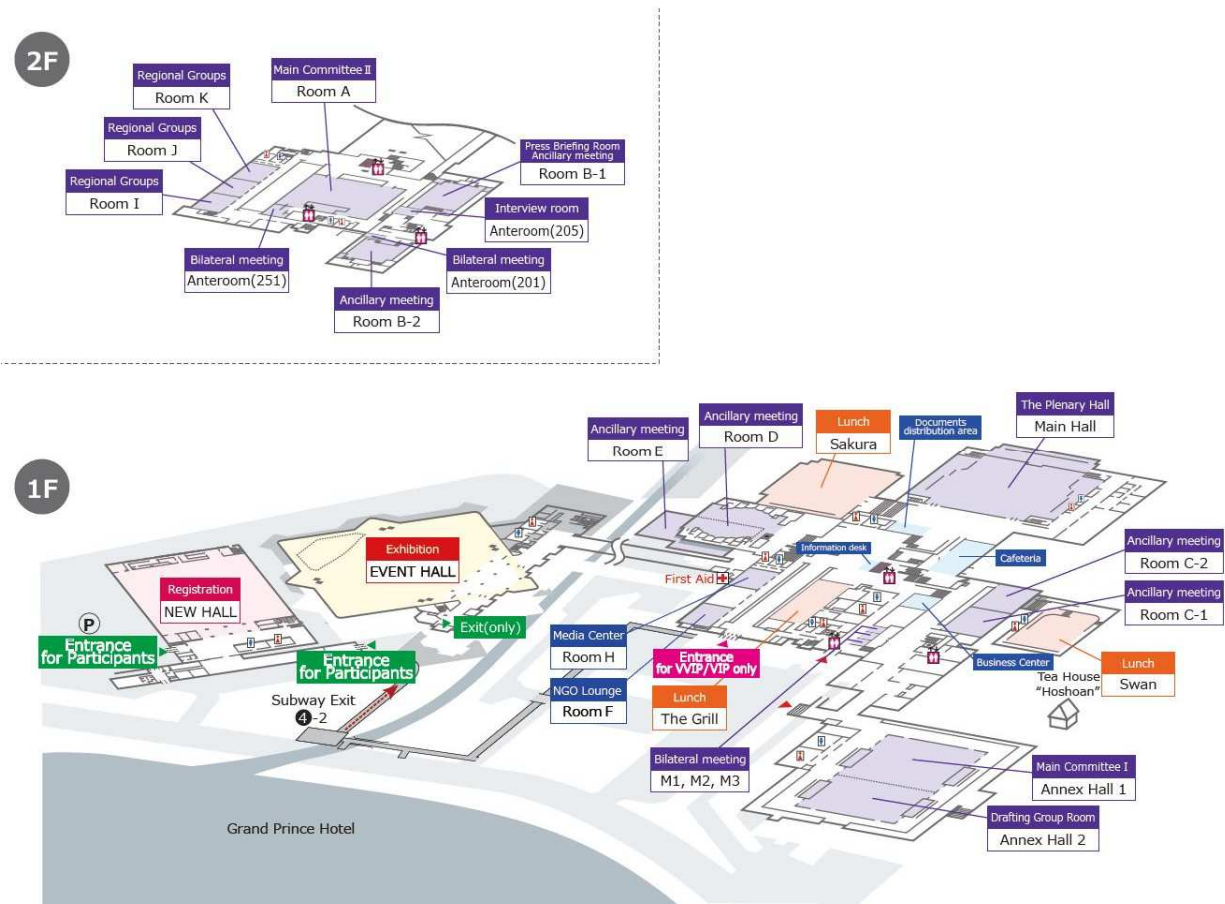 2F
Regional Groups
Room K
Main Committee Ⅱ
Room A
Regional Groups
Room J
Press Briefing Room
Ancillary meeting
Room B-1
Regional Groups
Room I
Interview room
Anteroom(205)
Bilateral meeting
Anteroom(251)
Bilateral meeting
Anteroom(201)
Ancillary meeting
Room B-2
1F
Ancillary meeting
Room E
Ancillary meeting
Room D
Lunch
Sakura
Documents
distribution area
The Plenary Hall
Main Hall
Exhibition
EVENT HALL
Information desk
Cafeteria
Ancillary meeting
Room C-2
Registration
NEW HALL
First Aid
Ancillary meeting
Room C-1
P
Entrance
for Participants
Exit(only)
Entrance
for Participants
Media Center
Room H
Entrance
for VVIP/VIP only
Business Center
Lunch
Swan
Subway Exit
4-2
NGO Lounge
Room F
Lunch
The Grill
Tea House
"Hoshoan"
Bilateral meeting
M1, M2, M3
Main Committee Ⅰ
Annex Hall 1
Drafting Group Room
Annex Hall 2
Grand Prince Hotel